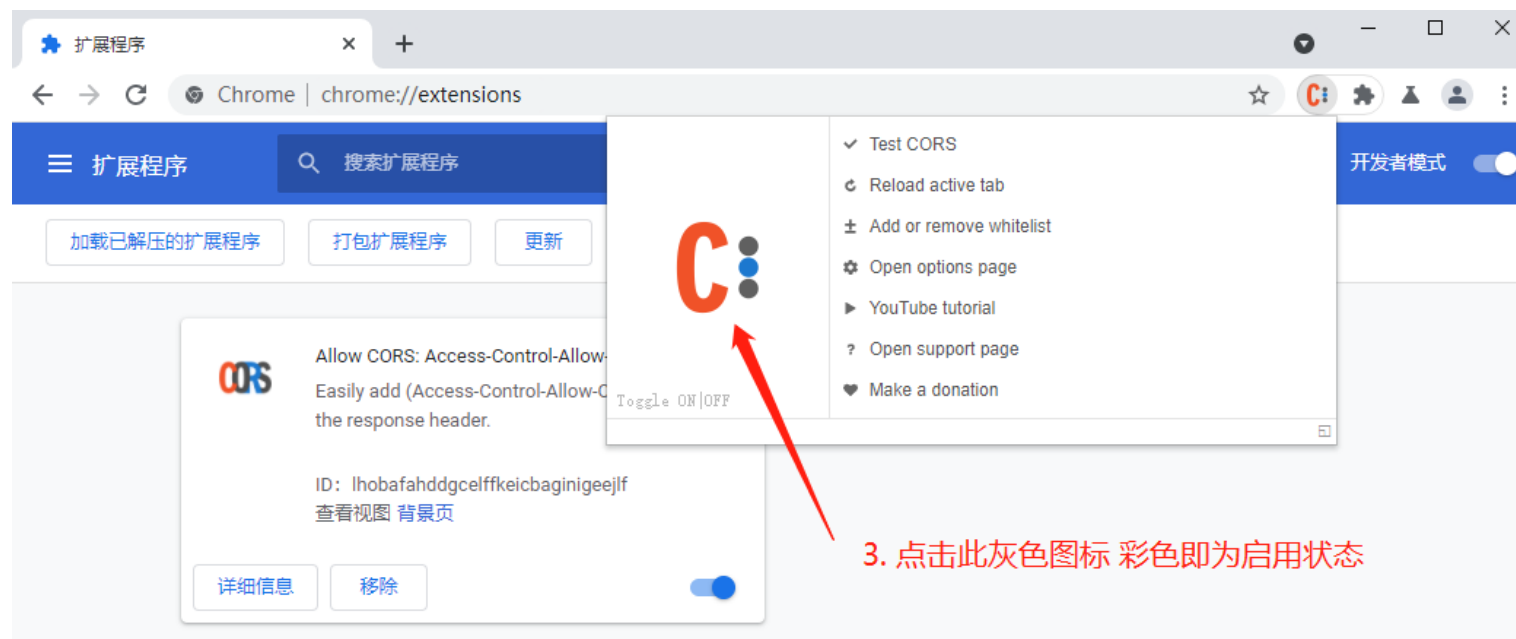 扩展程序
Chrome | chrome://extensions
扩展程序
搜索扩展程序
开发者模式
加载已解压的扩展程序
打包扩展程序
更新
C
Test CORS
Reload active tab
Add or remove whitelist
Open options page
YouTube tutorial
Open support page
Make a donation
Toggle ON|OFF
CORS
Allow CORS: Access-Control-Allow-
Easily add (Access-Control-Allow-
the response header.
ID: lhobafahddgcelffkeicbaginigeejlf
查看视图 背景页
详细信息
移除
3. 点击此灰色图标 彩色即为启用状态